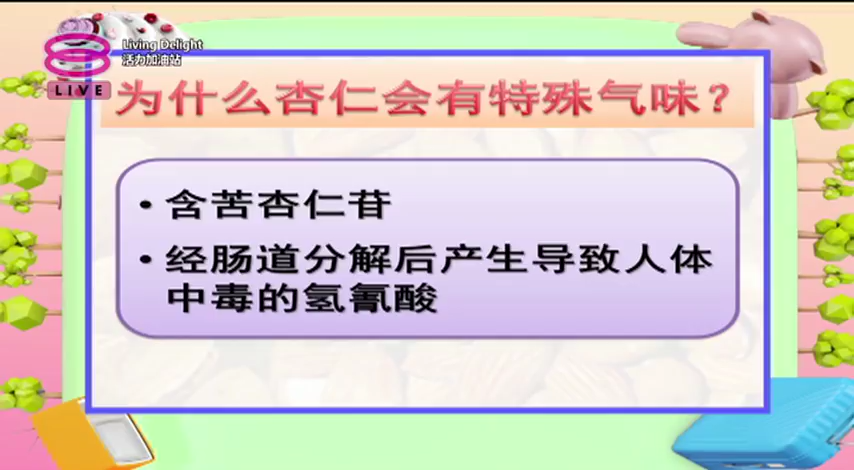 Living Delight
活力加油站
LIVE
为什么杏仁会有特殊气味？
• 含苦杏仁苷
• 经肠道分解后产生导致人体
中毒的氢氰酸